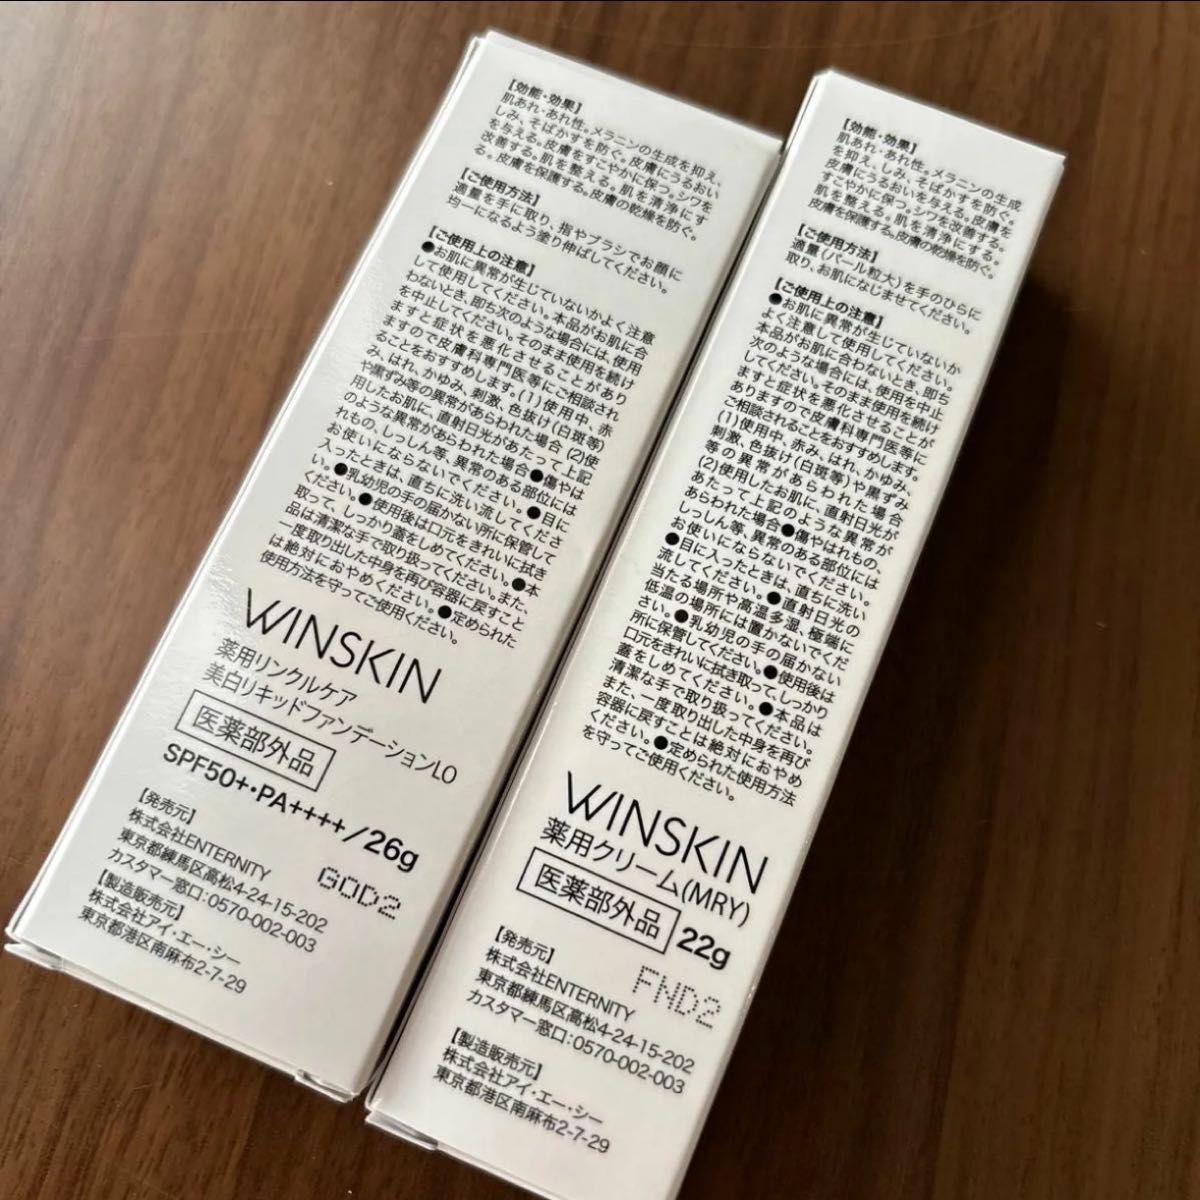 【効能・効果】
肌あれ・あれ性。メラニンの生成を抑え、
しみ、そばかすを防ぐ。皮膚にうるおい
を与える。皮膚をすこやかに保つ。シワを
改善する。肌を整える。肌を清浄にす
る。皮膚を保護する。皮膚の乾燥を防ぐ。
【ご使用方法】
適量を手に取り、指やブラシでお顔に
均一になるよう塗り伸ばしてください。
【ご使用上の注意】
●お肌に異常が生じていないかよく注意
して使用してください。本品がお肌に合
わないとき、即ち次のような場合には、使用
を中止してください。そのまま使用を続け
ますと症状を悪化させることがあり
ますので皮膚科専門医等にご相談され
ることをおすすめします。(1)使用中、赤
み、はれ、かゆみ、刺激、色抜け(白斑等)
や黒ずみ等の異常があらわれた場合(2)使
用したお肌に、直射日光があたって上記
のような異常があらわれた場合●傷やは
れもの、しっしん等、異常のある部位には
お使いにならないでください。●目に
入ったときは、直ちに洗い流してくださ
い。●乳幼児の手の届かない所に保管して
ください。●使用後は口元をきれいに拭き
取って、しっかり蓋をしめてください。●本
品は清潔な手で取り扱ってください。また、
一度取り出した中身を再び容器に戻すこと
は絶対におやめください。●定められた
使用方法を守ってご使用ください。
WINSKIN
薬用リンクルケア
美白リキッドファンデーションLO
医薬部外品
SPF50+・PA++++/26g
【発売元】
株式会社ENTERNITY
東京都練馬区高松4-24-15-202
カスタマー窓口:0570-002-003
【製造販売元】
株式会社アイ・エー・シー
東京都港区南麻布2-7-29
GOD2
【効能・効果】
肌あれ・あれ性。メラニンの生成
を抑え、しみ、そばかすを防ぐ。
皮膚にうるおいを与える。皮膚を
すこやかに保つ。シワを改善する。
肌を整える。肌を清浄にする。
皮膚を保護する。皮膚の乾燥を防ぐ。
【ご使用方法】
適量(パール粒大)を手のひらに
取り、お肌になじませてください。
【ご使用上の注意】
●お肌に異常が生じていないか
よく注意して使用してください。
本品がお肌に合わないとき、即ち
次のような場合には、使用を中止
してください。そのまま使用を続け
ますと症状を悪化させることが
ありますので皮膚科専門医等に
ご相談されることをおすすめします。
(1)使用中、赤み、はれ、かゆみ、
刺激、色抜け(白斑等)や黒ずみ
等の異常があらわれた場合
(2)使用したお肌に、直射日光が
あたって上記のような異常が
あらわれた場合●傷やはれもの、
しっしん等、異常のある部位には
お使いにならないでください。
●目に入ったときは、直ちに洗い
流してください。●直射日光の
当たる場所や高温多湿、極端に
低温の場所には置かないでくだ
さい。●乳幼児の手の届かない
所に保管してください。●使用後は
口元をきれいに拭き取って、しっかり
蓋をしめてください。●本品は
清潔な手で取り扱ってください。
また、一度取り出した中身を再び
容器に戻すことは絶対におやめ
ください。●定められた使用方法
を守ってご使用ください。
WINSKIN
薬用クリーム(MRY)
医薬部外品 22g
【発売元】
株式会社ENTERNITY
東京都練馬区高松4-24-15-202
カスタマー窓口:0570-002-003
【製造販売元】
株式会社アイ・エー・シー
東京都港区南麻布2-7-29
FND2